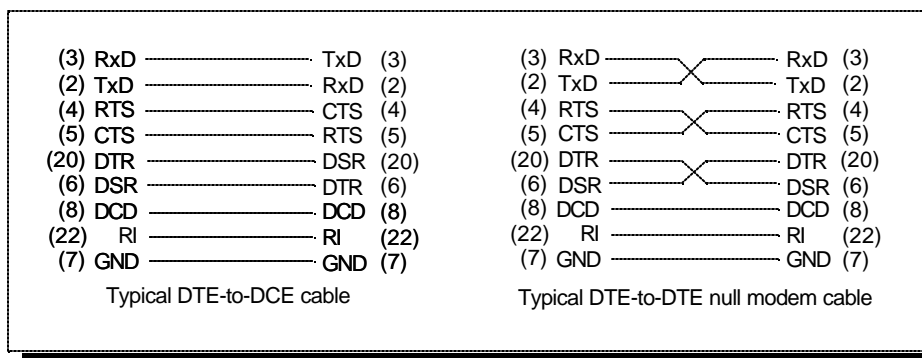 (3) RxD TxD (3)
(2) TxD RxD (2)
(4) RTS CTS (4)
(5) CTS RTS (5)
(20) DTR DSR (20)
(6) DSR DTR (6)
(8) DCD DCD (8)
(22) RI RI (22)
(7) GND GND (7)
Typical DTE-to-DCE cable
(3) RxD RxD (3)
(2) TxD TxD (2)
(4) RTS RTS (4)
(5) CTS CTS (5)
(20) DTR DTR (20)
(6) DSR DSR (6)
(8) DCD DCD (8)
(22) RI RI (22)
(7) GND GND (7)
Typical DTE-to-DTE null modem cable